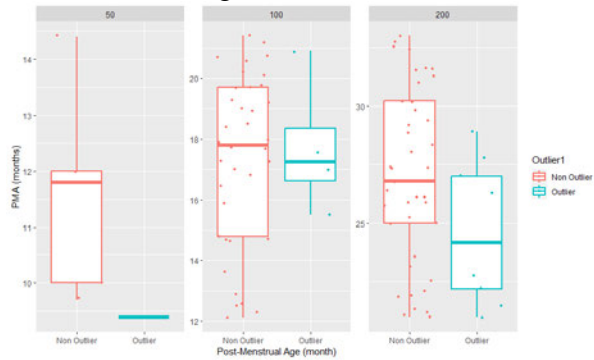 50
100
200
14
13
12
11
10
20
18
16
14
12
30
25
PMA (months)
Non Outlier
Outlier
Non Outlier
Outlier
Non Outlier
Outlier
Post-Menstrual Age (month)
Outlier1
Non Outlier
Outlier